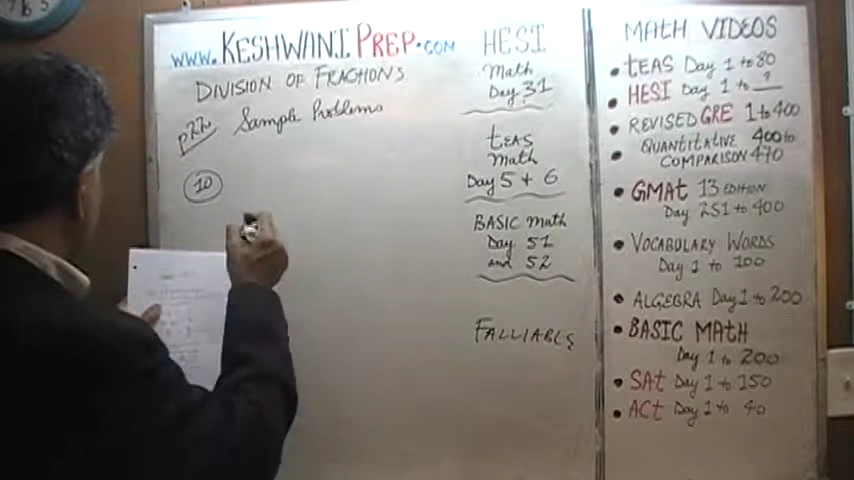 www.KESHWANIPREP.COM
DIVISION OF FRACTIONS
P22 Sample Problems
10
HESI
Math
Day 31
TEAS
Math
Day 5 + 6
BASIC Math
Day 51
and 52
FALLIABLE
MATH VIDEOS
TEAS Day 1 to 80
HESI Day 1 to ?
REVISED GRE 1 to 400
QUANTITATIVE 400 to
COMPARISON 470
GMAT 13 EDITION
Day 251 to 400
VOCABULARY WORDS
Day 1 to 100
ALGEBRA Day 1 to 200
BASIC MATH
Day 1 to 200
SAT Day 1 to 150
ACT Day 1 to 40